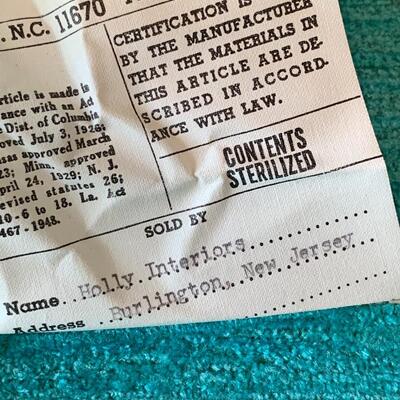 . N.C. 11670
CERTIFICATION IS
BY THE MANUFACTURER
THAT THE MATERIALS IN
THIS ARTICLE ARE DE-
SCRIBED IN ACCORD-
ANCE WITH LAW.
rticle is made is
ance with an Ad
e Dist. of Columbia
oved July 3, 1926;
nsas approved March
23; Minn. approved
pril 24, 1929; N. J.
evised statutes 26;
10-6 to 18. La. Act
467-1948.
CONTENTS
STERILIZED
SOLD BY
Name..Holly Interiors
Address..Burlington, New Jersey